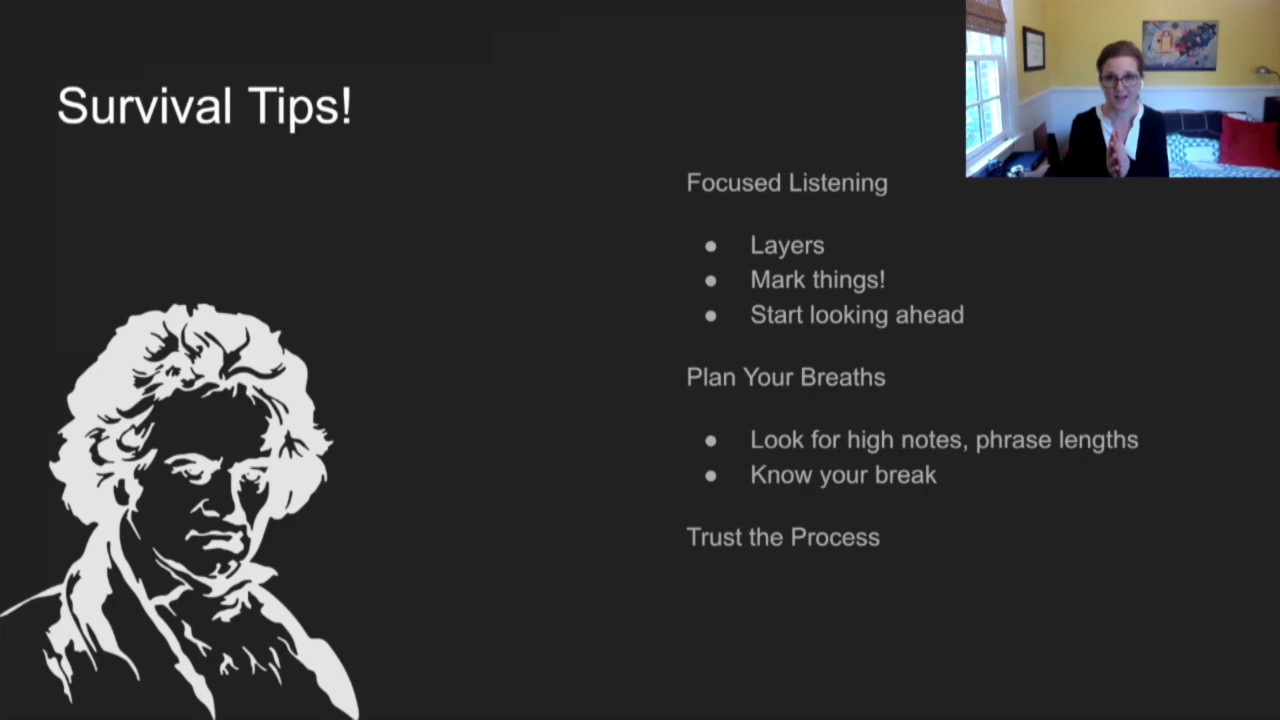 Survival Tips!
Focused Listening
● Layers
● Mark things!
● Start looking ahead
Plan Your Breaths
● Look for high notes, phrase lengths
● Know your break
Trust the Process